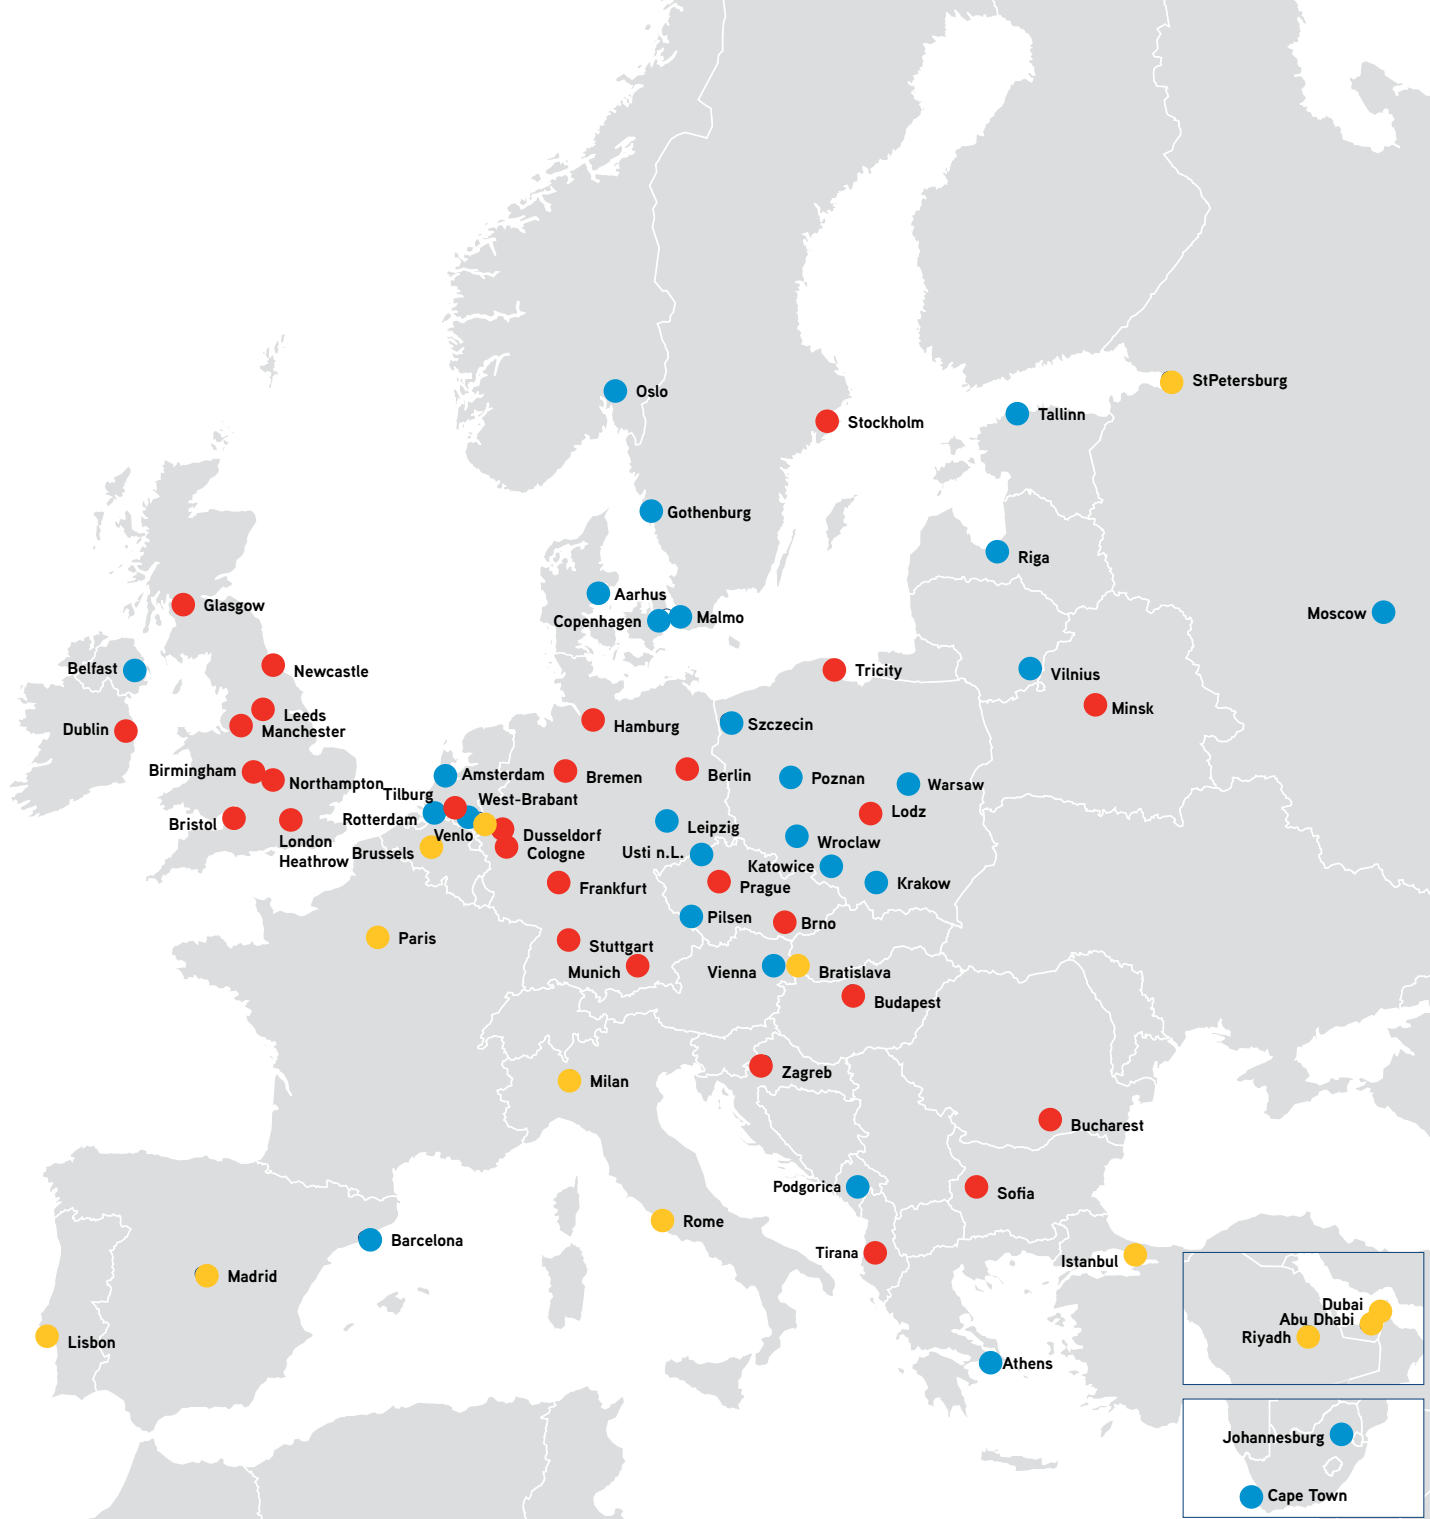 StPetersburg
Oslo
Tallinn
Stockholm
Gothenburg
Riga
Aarhus
Glasgow
Moscow
Copenhagen
Malmo
Belfast
Newcastle
Tricity
Vilnius
Minsk
Leeds
Dublin
Manchester
Hamburg
Szczecin
Birmingham
Northampton
Amsterdam
Bremen
Berlin
Poznan
Warsaw
Tilburg
West-Brabant
Bristol
Rotterdam
Lodz
London
Heathrow
Venlo
Dusseldorf
Leipzig
Wroclaw
Brussels
Cologne
Usti n.L.
Katowice
Frankfurt
Prague
Krakow
Pilsen
Brno
Paris
Stuttgart
Munich
Vienna
Bratislava
Budapest
Zagreb
Milan
Bucharest
Podgorica
Sofia
Rome
Barcelona
Tirana
Istanbul
Madrid
Dubai
Abu Dhabi
Riyadh
Lisbon
Athens
Johannesburg
Cape Town